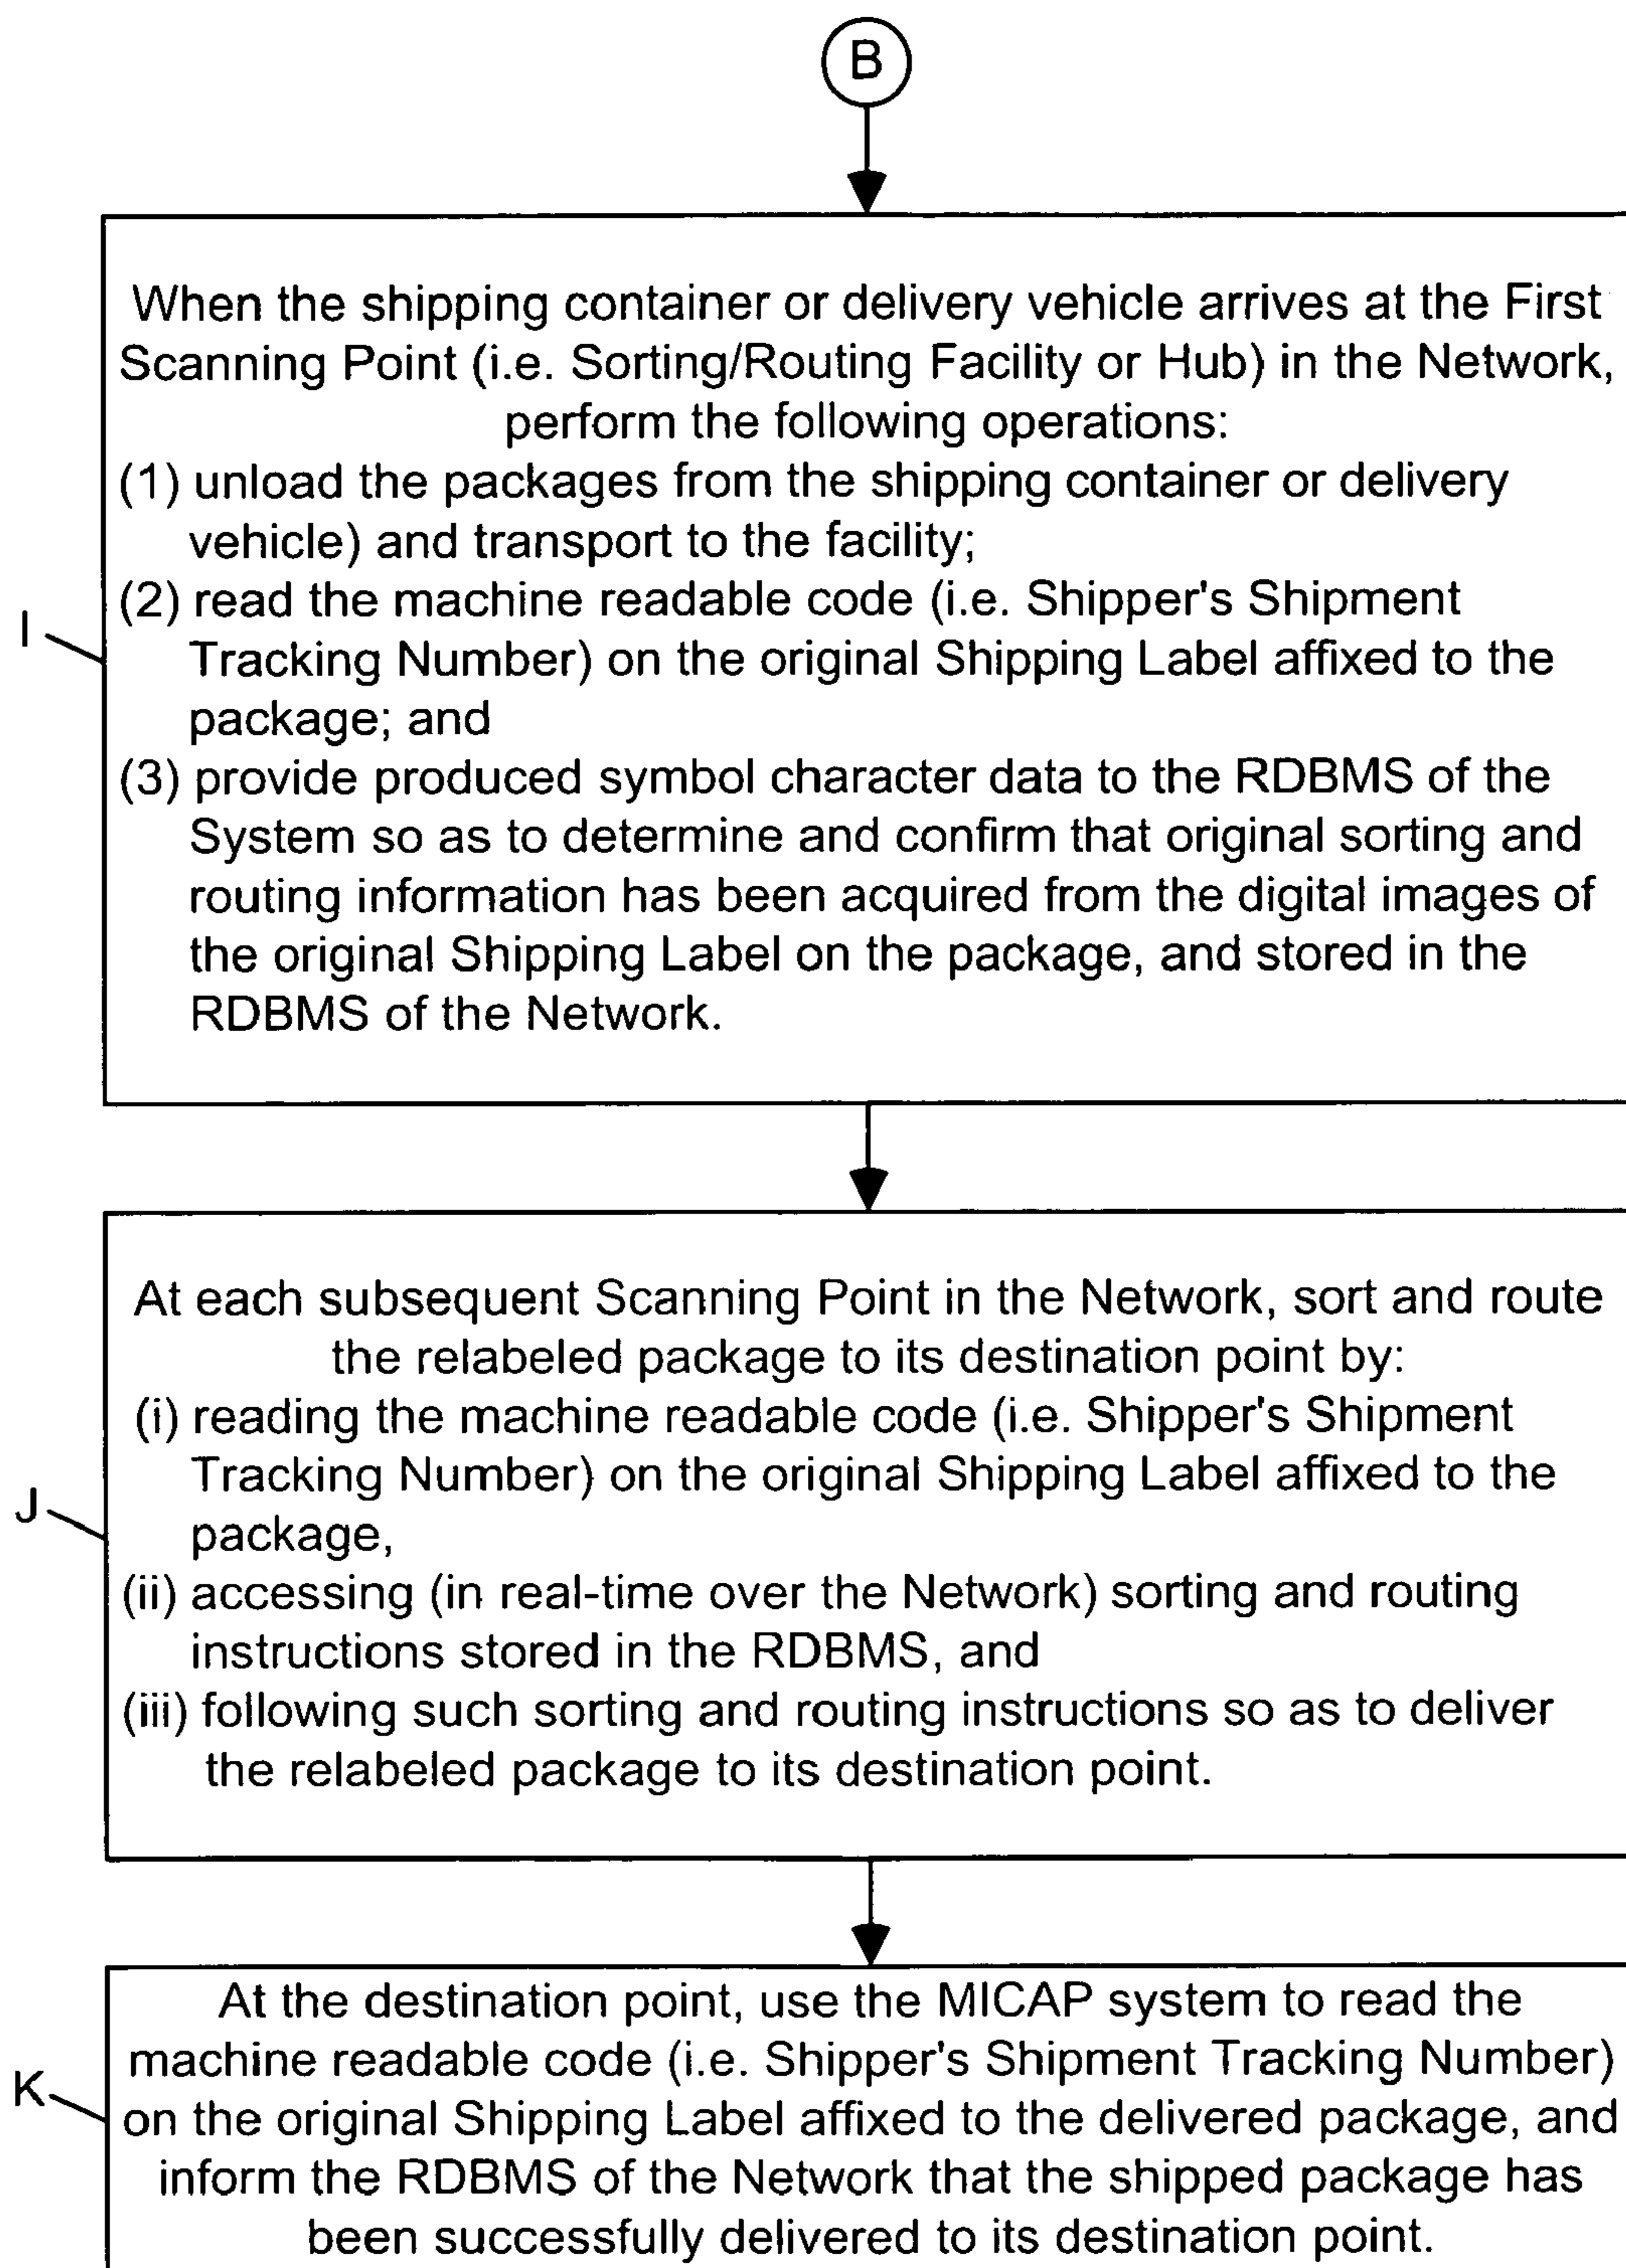 B
When the shipping container or delivery vehicle arrives at the First
Scanning Point (i.e. Sorting/Routing Facility or Hub) in the Network,
perform the following operations:
(1) unload the packages from the shipping container or delivery
vehicle) and transport to the facility;
(2) read the machine readable code (i.e. Shipper's Shipment
Tracking Number) on the original Shipping Label affixed to the
package; and
(3) provide produced symbol character data to the RDBMS of the
System so as to determine and confirm that original sorting and
routing information has been acquired from the digital images of
the original Shipping Label on the package, and stored in the
RDBMS of the Network.
I
At each subsequent Scanning Point in the Network, sort and route
the relabeled package to its destination point by:
(i) reading the machine readable code (i.e. Shipper's Shipment
Tracking Number) on the original Shipping Label affixed to the
package,
(ii) accessing (in real-time over the Network) sorting and routing
instructions stored in the RDBMS, and
(iii) following such sorting and routing instructions so as to deliver
the relabeled package to its destination point.
J
At the destination point, use the MICAP system to read the
machine readable code (i.e. Shipper's Shipment Tracking Number)
on the original Shipping Label affixed to the delivered package, and
inform the RDBMS of the Network that the shipped package has
been successfully delivered to its destination point.
K